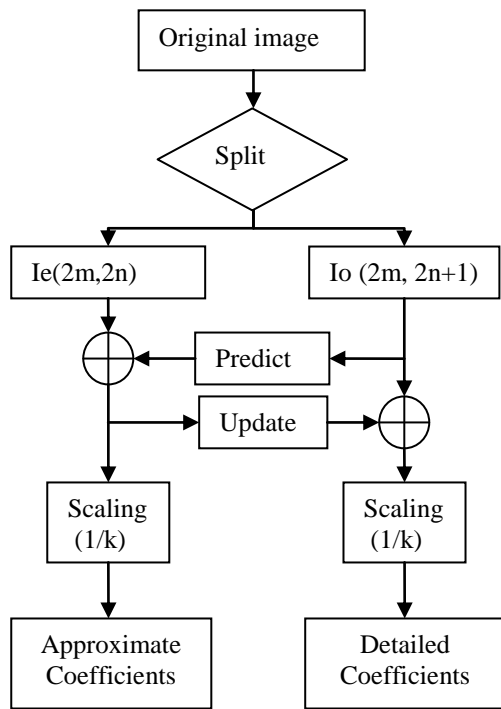 Original image
Split
Ie(2m,2n)
Io (2m, 2n+1)
Predict
Update
Scaling
(1/k)
Scaling
(1/k)
Approximate
Coefficients
Detailed
Coefficients